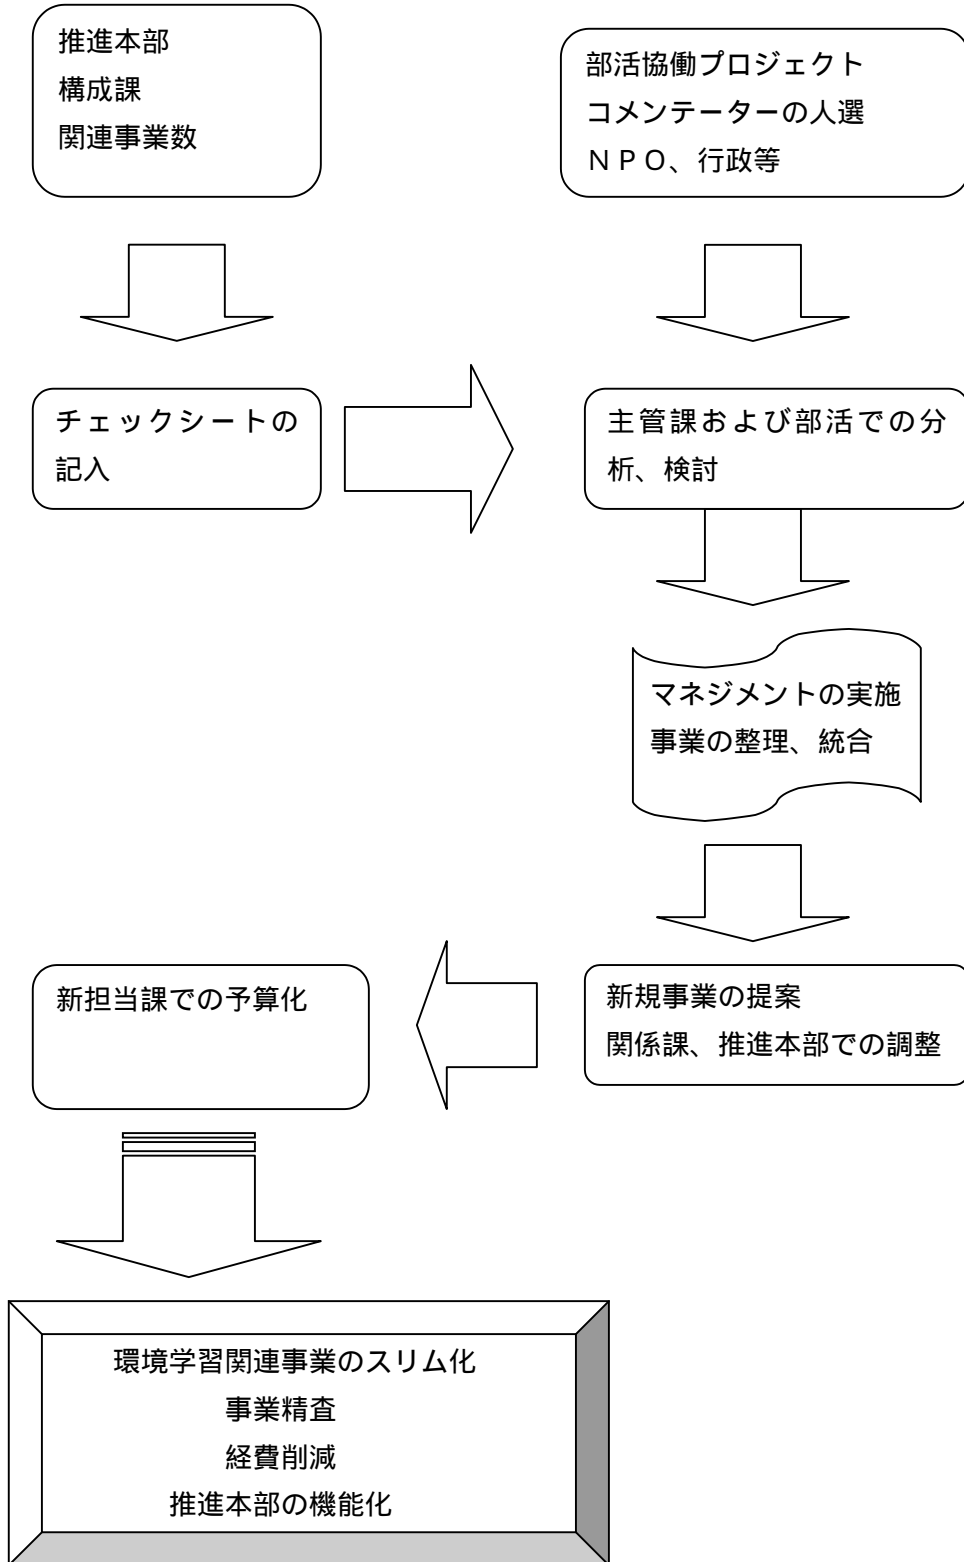 推進本部
構成課
関連事業数
部活協働プロジェクト
コメンテーターの人選
ＮＰＯ、行政等
チェックシートの
記入
主管課および部活での分
析、検討
マネジメントの実施
事業の整理、統合
新規事業の提案
関係課、推進本部での調整
新担当課での予算化
環境学習関連事業のスリム化
事業精査
経費削減
推進本部の機能化